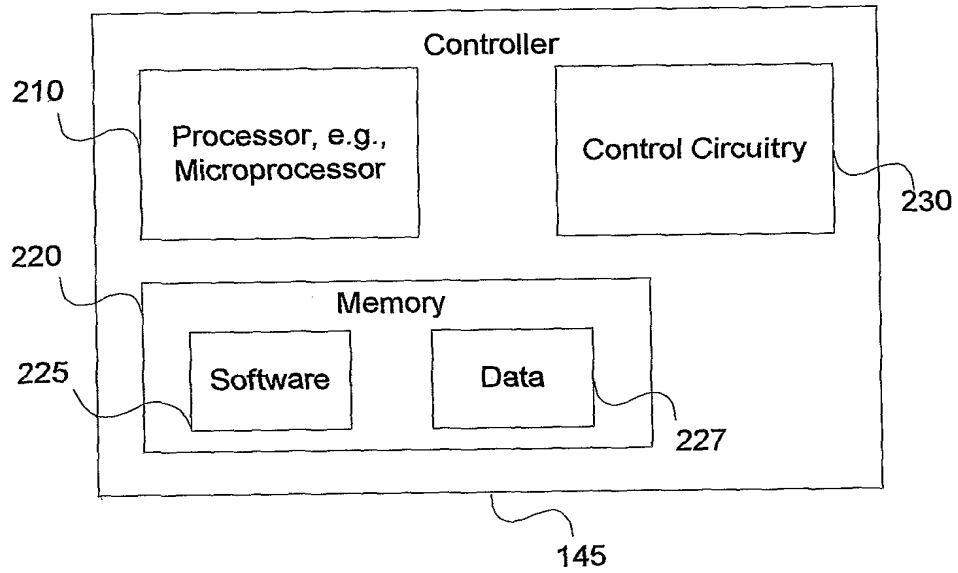 Controller
210
Processor, e.g.,
Microprocessor
Control Circuitry
230
220
Memory
225
Software
Data
227
145